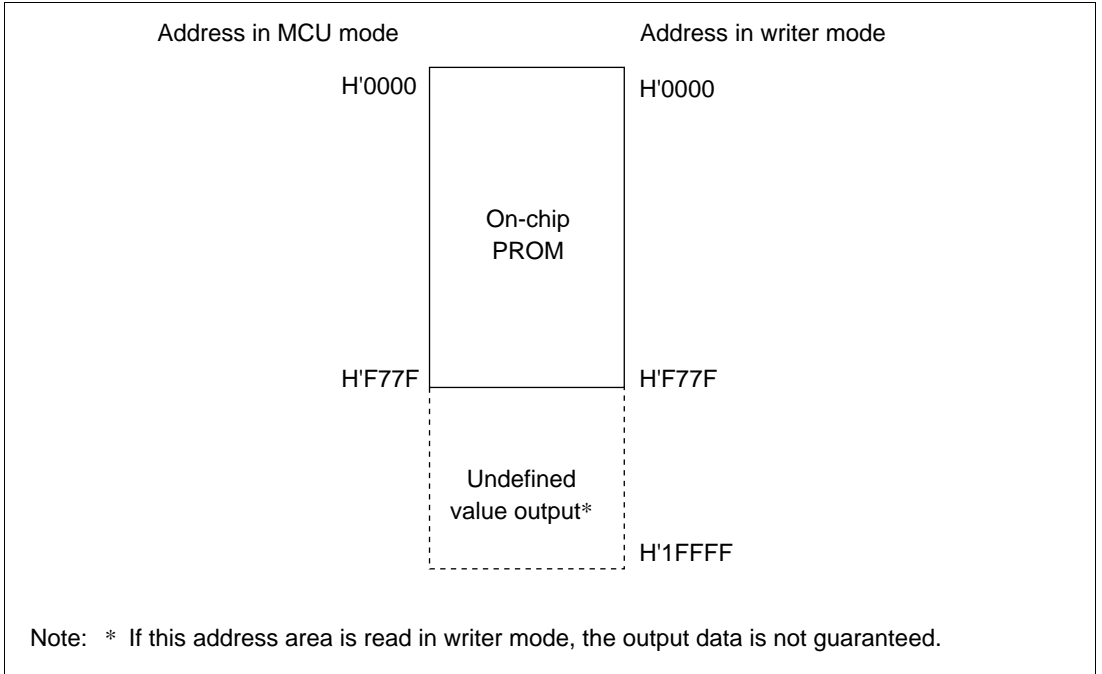 Address in MCU mode
Address in writer mode
H'0000
H'0000
On-chip
PROM
H'F77F
H'F77F
Undefined
value output*
H'1FFFF
Note: * If this address area is read in writer mode, the output data is not guaranteed.